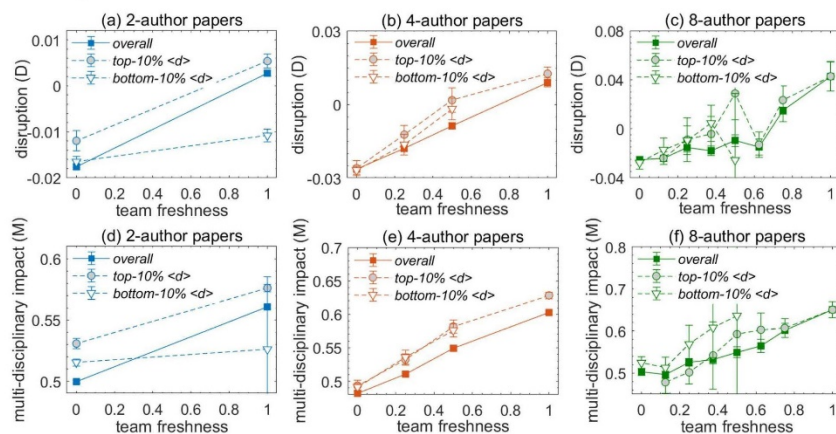 (a) 2-author papers
disruption (D)
0.01
0
-0.01
-0.02
overall
top-10% <d>
bottom-10% <d>
0 0.2 0.4 0.6 0.8 1
team freshness
(b) 4-author papers
disruption (D)
0.03
0
-0.03
overall
top-10% <d>
bottom-10% <d>
0 0.2 0.4 0.6 0.8 1
team freshness
(c) 8-author papers
disruption (D)
0.08
0.04
0
-0.04
overall
top-10% <d>
bottom-10% <d>
0 0.2 0.4 0.6 0.8 1
team freshness
(d) 2-author papers
multi-disciplinary impact (M)
0.6
0.55
0.5
overall
top-10% <d>
bottom-10% <d>
0 0.2 0.4 0.6 0.8 1
team freshness
(e) 4-author papers
multi-disciplinary impact (M)
0.7
0.65
0.6
0.55
0.5
overall
top-10% <d>
bottom-10% <d>
0 0.2 0.4 0.6 0.8 1
team freshness
(f) 8-author papers
multi-disciplinary impact (M)
0.8
0.7
0.6
0.5
overall
top-10% <d>
bottom-10% <d>
0 0.2 0.4 0.6 0.8 1
team freshness